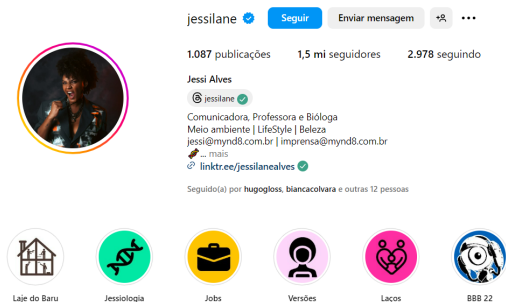 jessilane
Seguir
Enviar mensagem
1.087 publicações
1,5 mi seguidores
2.978 seguindo
Jessi Alves
jessilane
Comunicadora, Professora e Bióloga
Meio ambiente | LifeStyle | Beleza
jessi@mynd8.com.br | imprensa@mynd8.com.br
... mais
linktr.ee/jessilanealves
Seguido(a) por hugogloss, biancacolvara e outras 12 pessoas
Laje do Baru
Jessiologia
Jobs
Versões
Laços
BBB 22